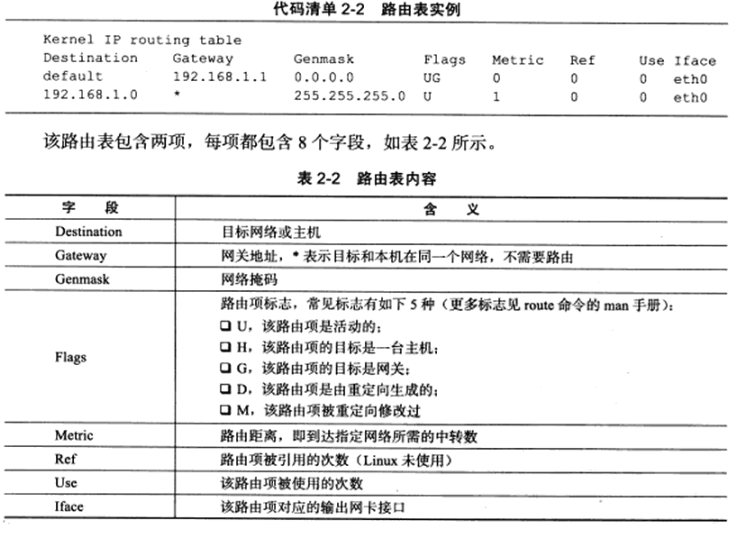 代码清单 2-2 路由表实例
Kernel IP routing table
Destination Gateway Genmask Flags Metric Ref Use Iface
default 192.168.1.1 0.0.0.0 UG 0 0 0 eth0
192.168.1.0 * 255.255.255.0 U 1 0 0 eth0
该路由表包含两项，每项都包含 8 个字段，如表 2-2 所示。
表 2-2 路由表内容
字 段 含 义
Destination 目标网络或主机
Gateway 网关地址，* 表示目标和本机在同一个网络，不需要路由
Genmask 网络掩码
Flags
路由项标志，常见标志有如下 5 种（更多标志见 route 命令的 man 手册）：
❑ U，该路由项是活动的；
❑ H，该路由项的目标是一台主机；
❑ G，该路由项的目标是网关；
❑ D，该路由项是由重定向生成的；
❑ M，该路由项被重定向修改过
Metric 路由距离，即到达指定网络所需的中转数
Ref 路由项被引用的次数（Linux 未使用）
Use 该路由项被使用的次数
Iface 该路由项对应的输出网卡接口